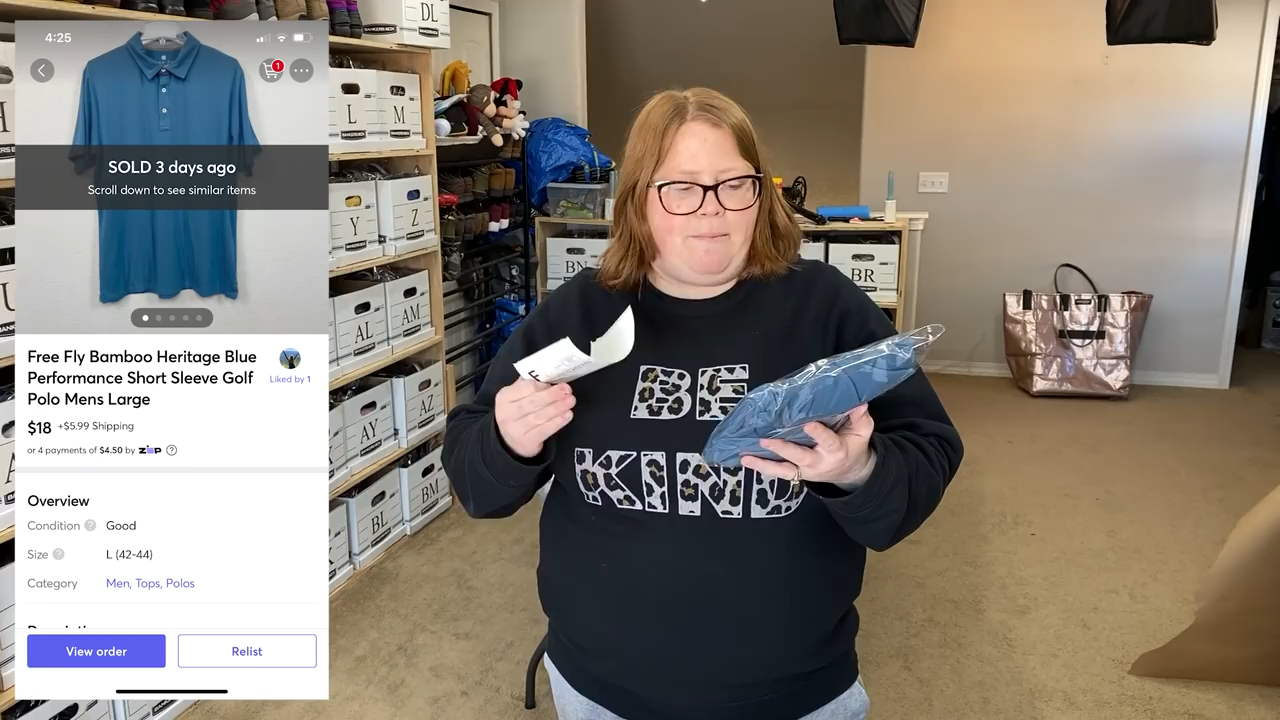 4:25
1
SOLD 3 days ago
Scroll down to see similar items
Free Fly Bamboo Heritage Blue
Performance Short Sleeve Golf
Polo Mens Large
Liked by 1
$18 +$5.99 Shipping
or 4 payments of $4.50 by ZIP ?
Overview
Condition ? Good
Size ? L (42-44)
Category Men, Tops, Polos
View order
Relist
DL
BANKERS BOX
L
M
Y
Z
AL
AM
AY
AZ
BL
BM
BN
BR
BE
KIND
F